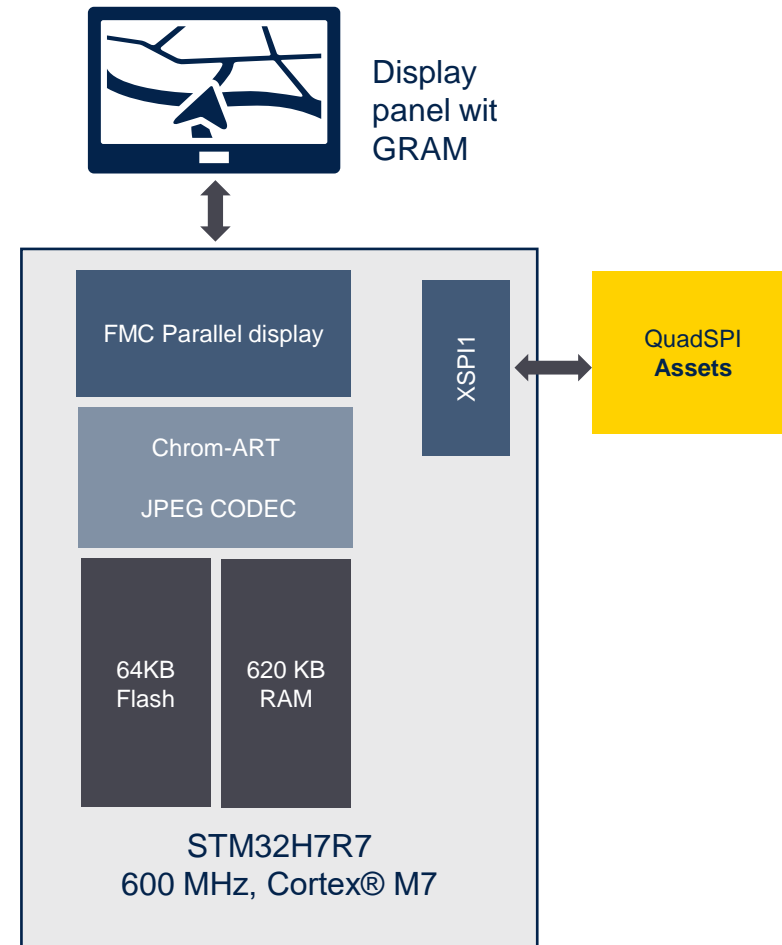 Display
panel wit
GRAM
FMC Parallel display
XSPI1
QuadSPI
Assets
Chrom-ART
JPEG CODEC
64KB
Flash
620 KB
RAM
STM32H7R7
600 MHz, Cortex® M7